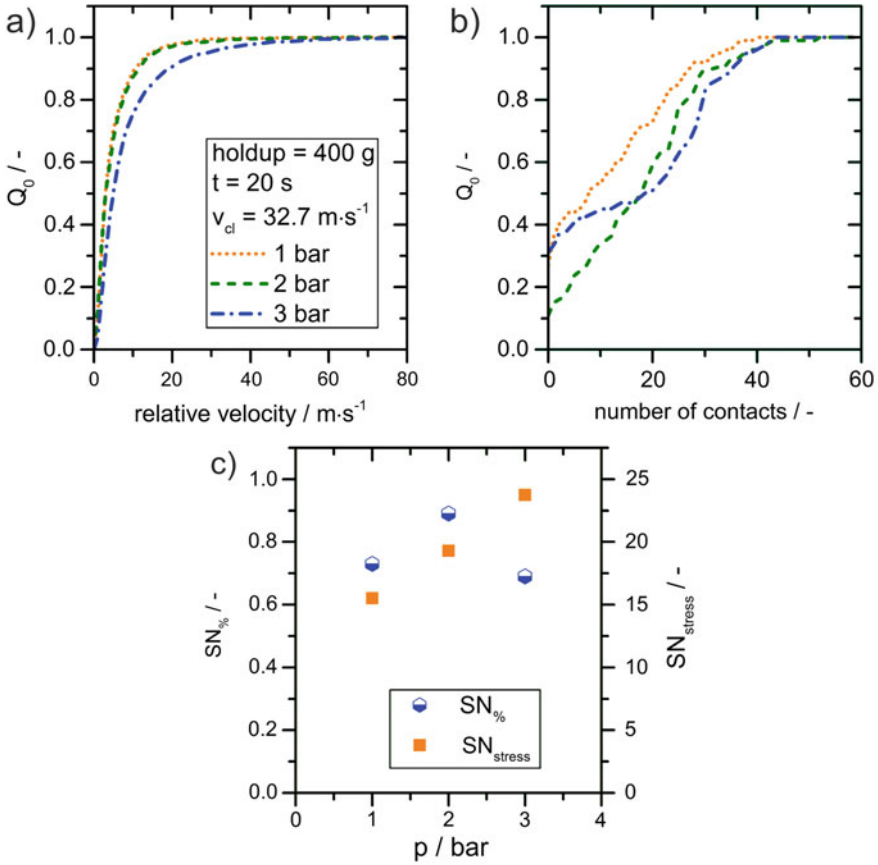 a)
Q₀ / -
1.0
0.8
0.6
0.4
0.2
0.0
0 20 40 60 80
relative velocity / m·s⁻¹
holdup = 400 g
t = 20 s
v_cl = 32.7 m·s⁻¹
1 bar
2 bar
3 bar
b)
Q₀ / -
1.0
0.8
0.6
0.4
0.2
0.0
0 20 40 60
number of contacts / -
c)
SN% / -
1.0
0.8
0.6
0.4
0.2
0.0
SN%
SNstress
25
20
15
10
5
0
SNstress / -
0 1 2 3 4
p / bar